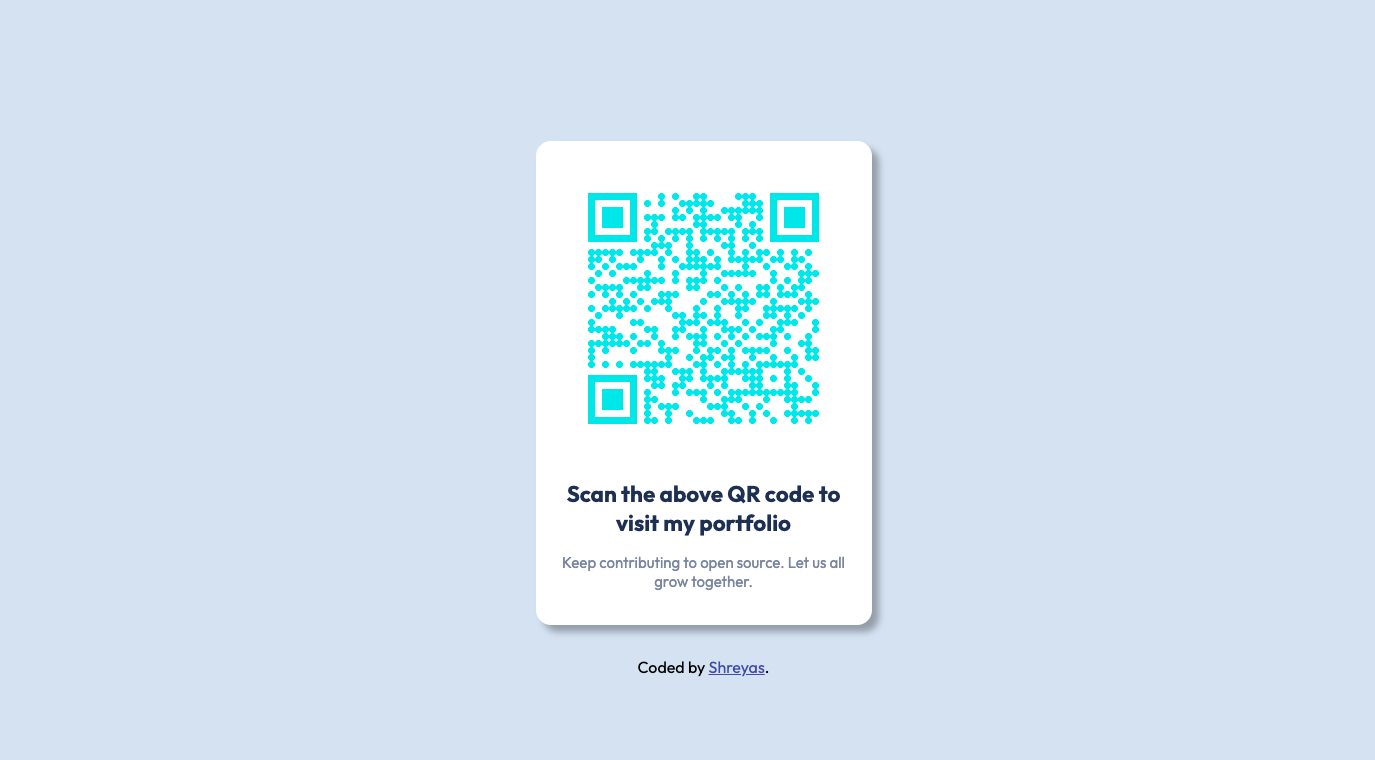 Scan the above QR code to
visit my portfolio
Keep contributing to open source. Let us all
grow together.
Coded by Shreyas.